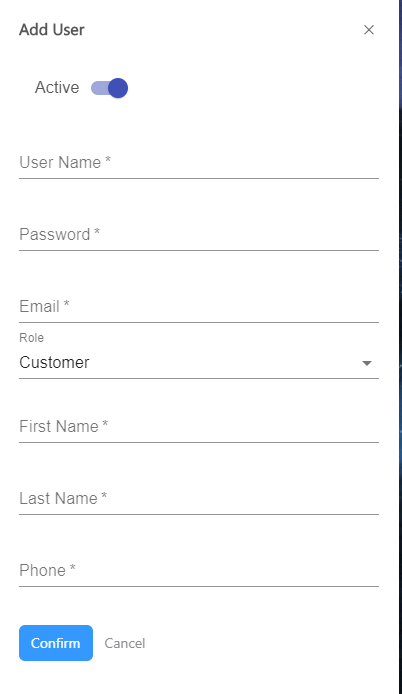 Add User
Active
User Name *
Password *
Email *
Role
Customer
First Name *
Last Name *
Phone *
Confirm Cancel